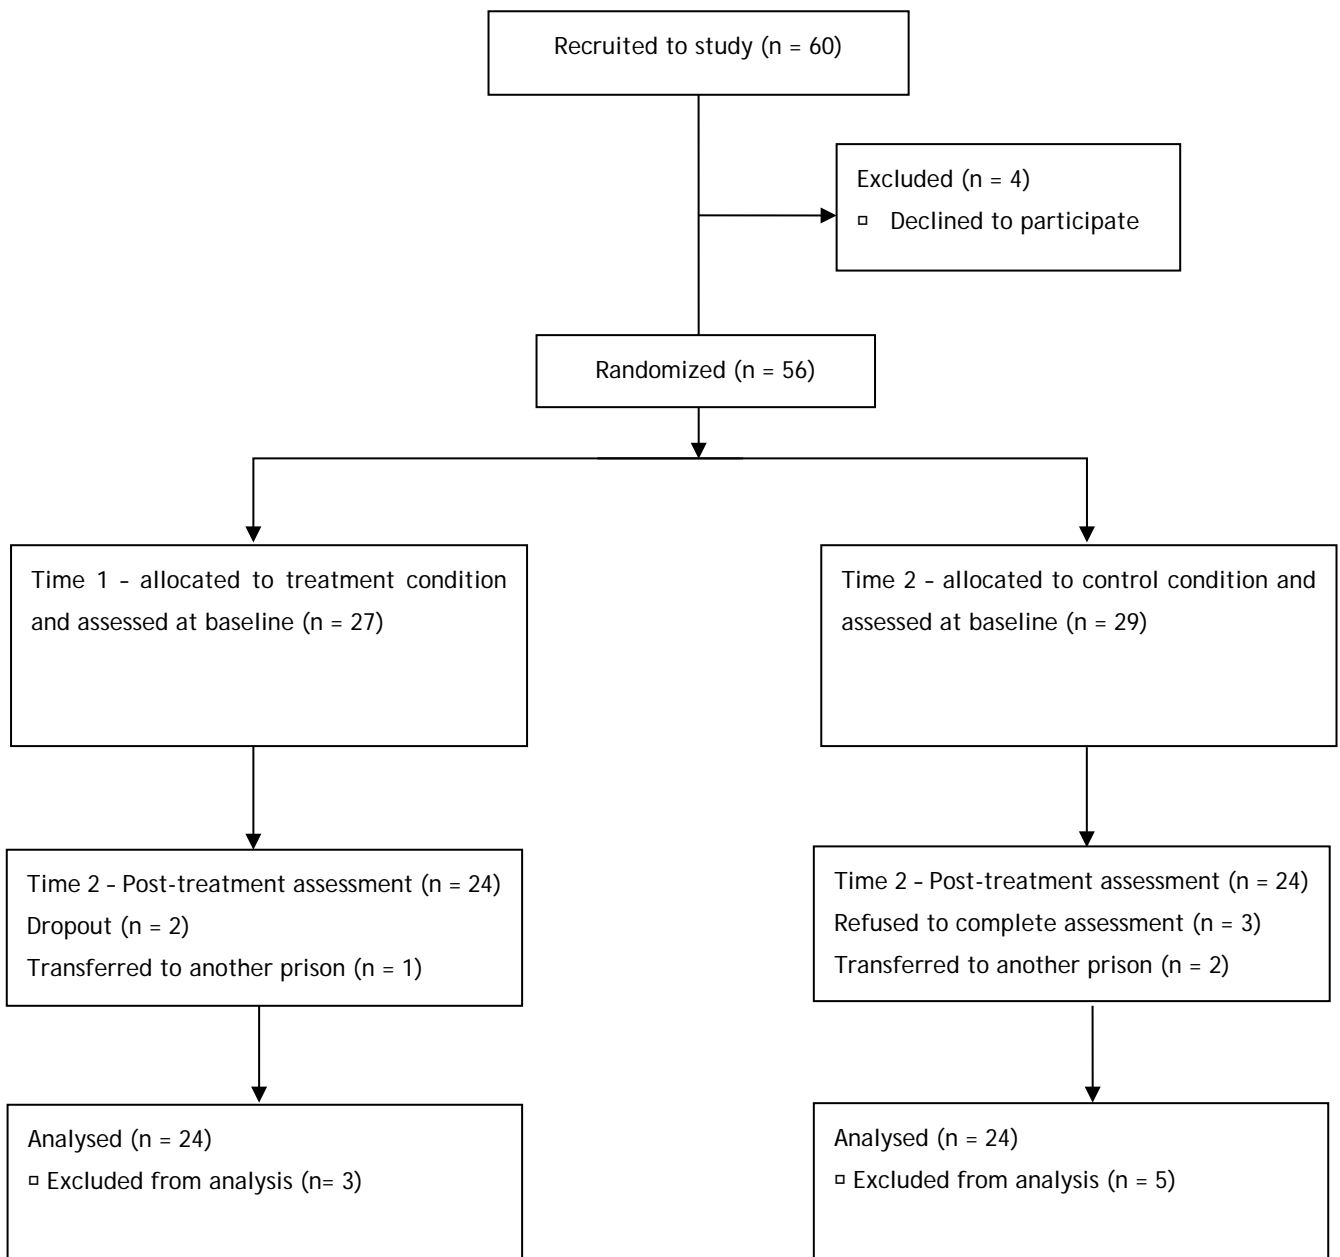 Recruited to study (n = 60)
Excluded (n = 4)
▫ Declined to participate
Randomized (n = 56)
Time 1 – allocated to treatment condition
and assessed at baseline (n = 27)
Time 2 – allocated to control condition and
assessed at baseline (n = 29)
Time 2 – Post-treatment assessment (n = 24)
Dropout (n = 2)
Transferred to another prison (n = 1)
Time 2 – Post-treatment assessment (n = 24)
Refused to complete assessment (n = 3)
Transferred to another prison (n = 2)
Analysed (n = 24)
▫ Excluded from analysis (n= 3)
Analysed (n = 24)
▫ Excluded from analysis (n = 5)